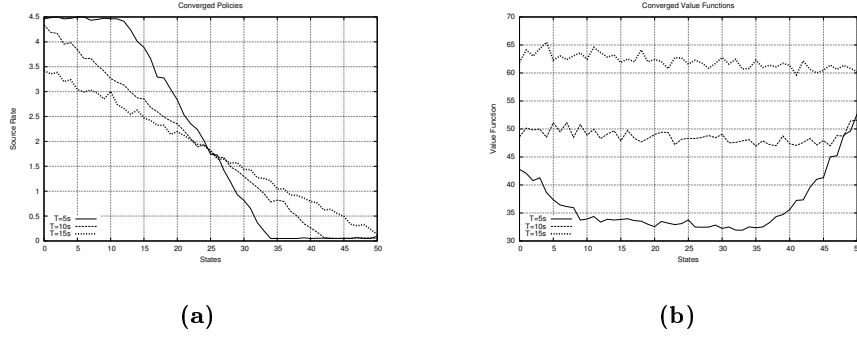 Converged Policies
4.5
4
3.5
3
2.5
2
1.5
1
0.5
0
Source Rate
T=5s
T=10s
T=15s
0 5 10 15 20 25 30 35 40 45 50
States
(a)
Converged Value Functions
70
65
60
55
50
45
40
35
30
Value Function
T=5s
T=10s
T=15s
0 5 10 15 20 25 30 35 40 45 50
States
(b)